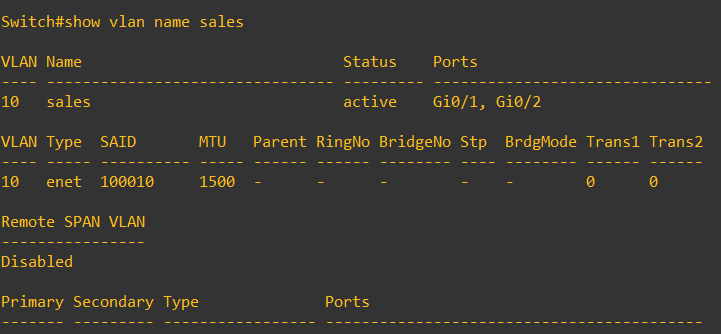 Switch#show vlan name sales
VLAN Name                             Status    Ports
---- -------------------------------- --------- -------------------------------
10   sales                            active    Gi0/1, Gi0/2
VLAN Type  SAID       MTU   Parent RingNo BridgeNo Stp  BrdgMode Trans1 Trans2
---- ----- ---------- ----- ------ ------ -------- ---- -------- ------ ------
10   enet  100010     1500  -      -      -        -    -        0      0
Remote SPAN VLAN
----------------
Disabled
Primary Secondary Type              Ports
------- --------- ----------------- ------------------------------------------